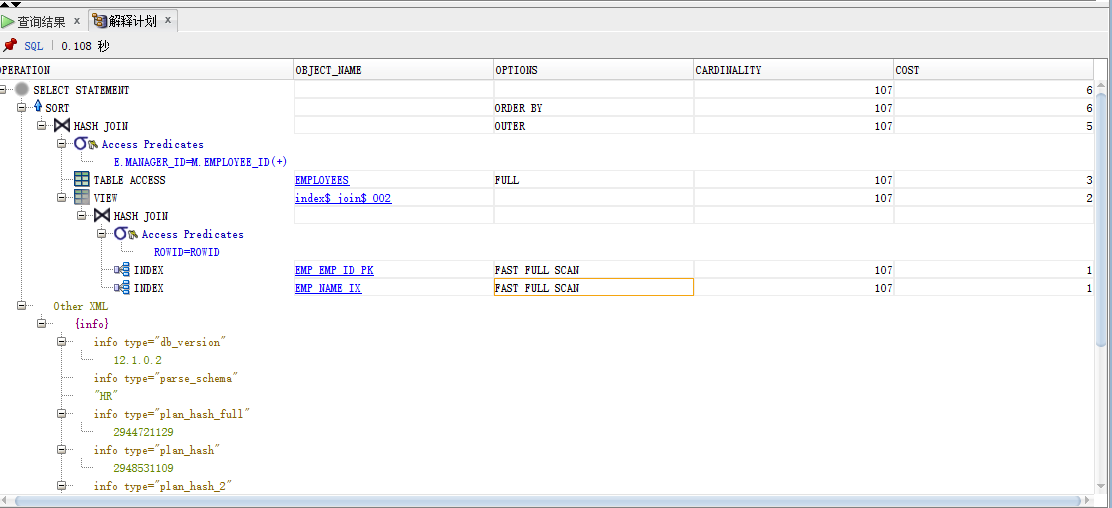 查询结果 x 解释计划 x
SQL | 0.108 秒
OPERATION OBJECT_NAME OPTIONS CARDINALITY COST
SELECT STATEMENT 107 6
SORT ORDER BY 107 6
HASH JOIN OUTER 107 5
Access Predicates
E.MANAGER_ID=M.EMPLOYEE_ID(+)
TABLE ACCESS EMPLOYEES FULL 107 3
VIEW index$_join$_002 107 2
HASH JOIN
Access Predicates
ROWID=ROWID
INDEX EMP_EMP_ID_PK FAST FULL SCAN 107 1
INDEX EMP_NAME_IX FAST FULL SCAN 107 1
Other XML
{info}
info type="db_version"
12.1.0.2
info type="parse_schema"
"HR"
info type="plan_hash_full"
2944721129
info type="plan_hash"
2948531109
info type="plan_hash_2"